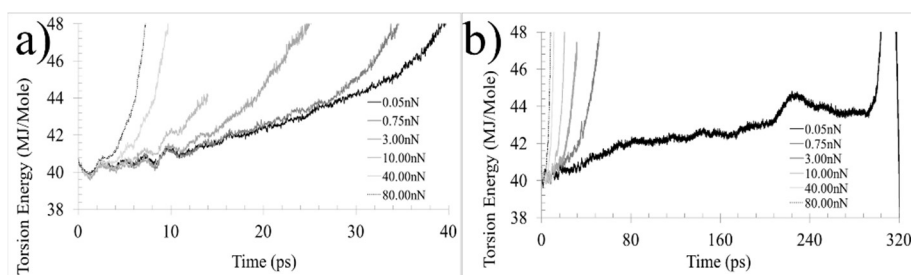 a)
Torsion Energy (MJ/Mole)
48
46
44
42
40
38
0.05nN
0.75nN
3.00nN
10.00nN
40.00nN
80.00nN
0 10 20 30 40
Time (ps)
b)
Torsion Energy (MJ/Mole)
48
46
44
42
40
38
0.05nN
0.75nN
3.00nN
10.00nN
40.00nN
80.00nN
0 80 160 240 320
Time (ps)